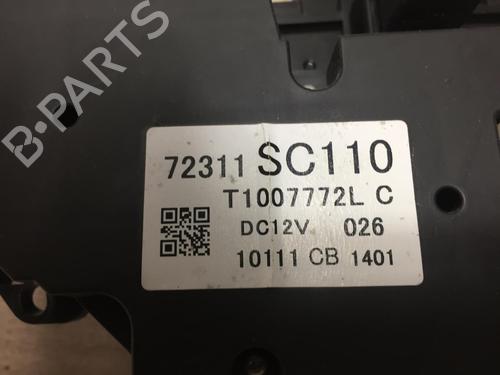 B-PARTS
72311 SC110
T1007772L C
DC12V 026
10111 CB 1401